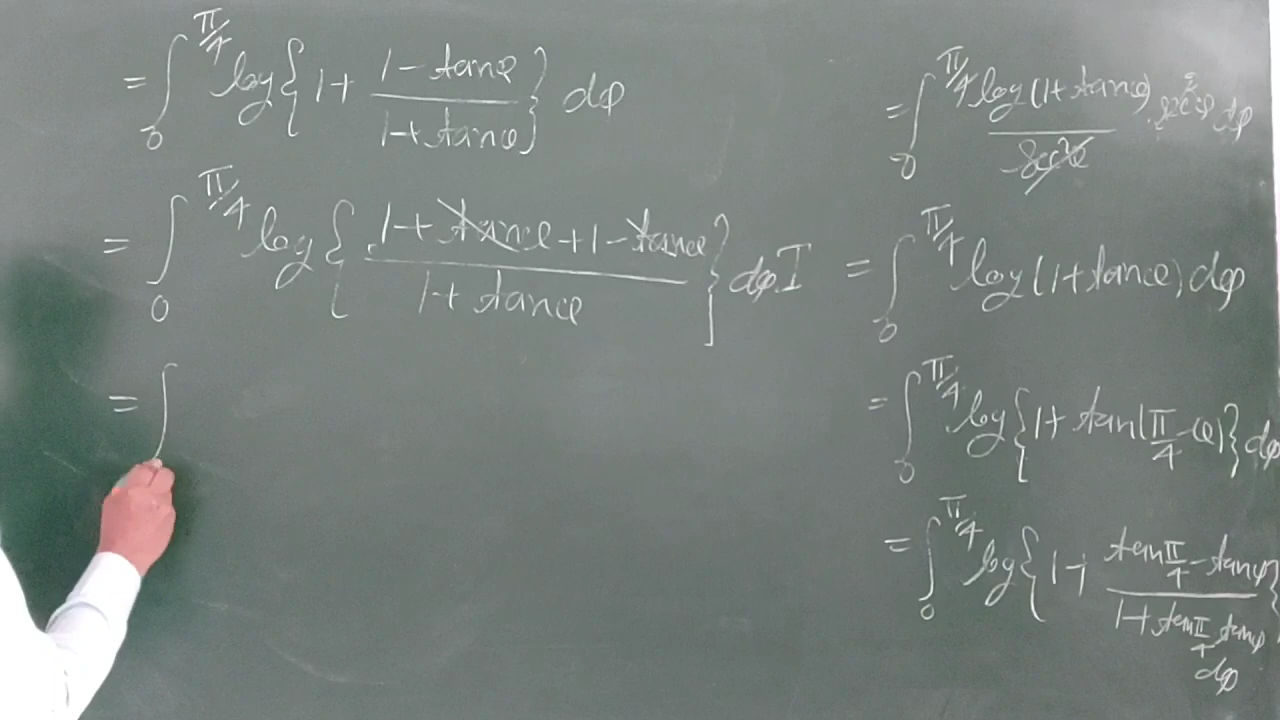 = ∫₀^{π/4} log{1 + (1 - tanφ)/(1 + tanφ)} dφ
= ∫₀^{π/4} log{(1 + tanφ + 1 - tanφ)/(1 + tanφ)} dφ
= ∫
= ∫₀^{π/4} log(1 + tanφ)/sec²φ · sec²φ dφ
I = ∫₀^{π/4} log(1 + tanφ) dφ
= ∫₀^{π/4} log{1 + tan(π/4 - φ)} dφ
= ∫₀^{π/4} log{1 + (tan π/4 - tanφ)/(1 + tan π/4 tanφ)}
dφ